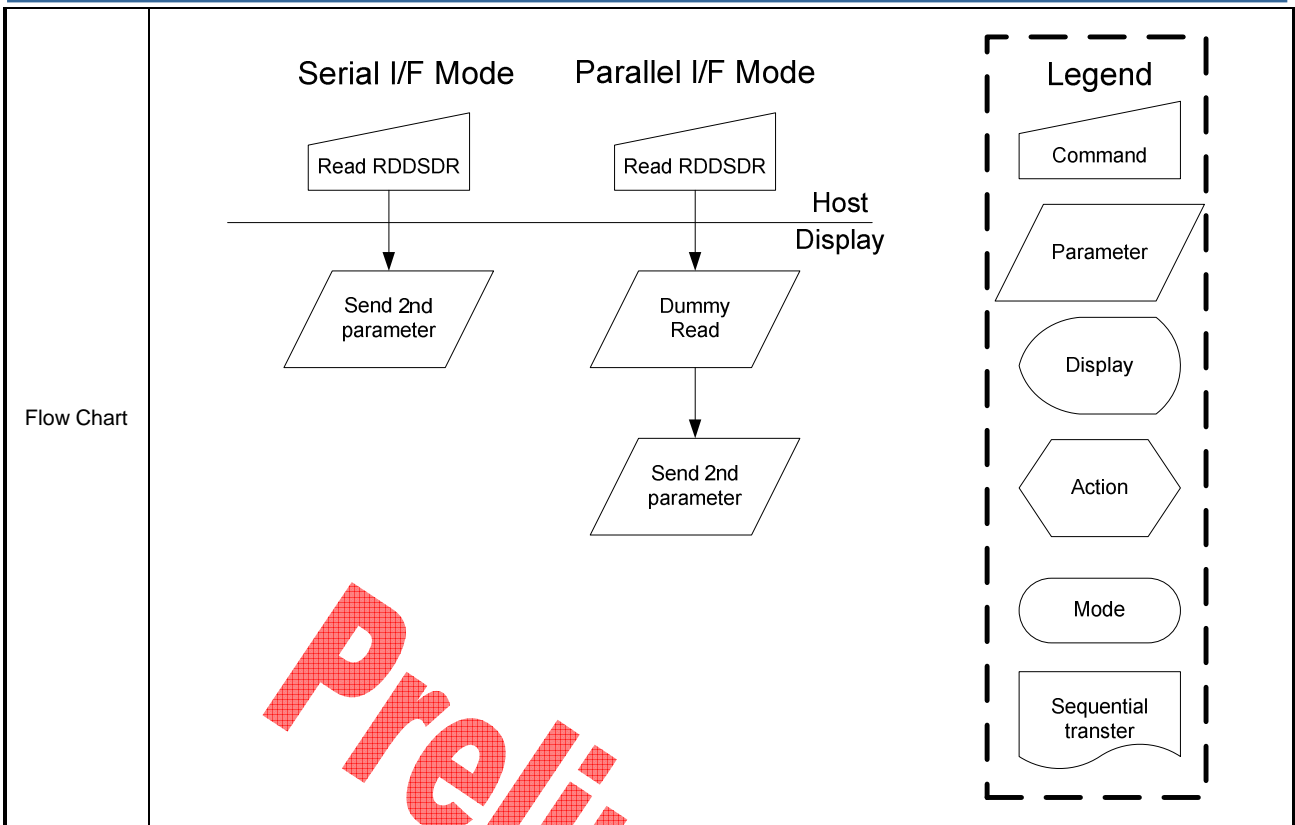 Flow Chart
Serial I/F Mode
Parallel I/F Mode
Read RDDSDR
Read RDDSDR
Host
Display
Send 2nd
parameter
Dummy
Read
Send 2nd
parameter
Legend
Command
Parameter
Display
Action
Mode
Sequential
transter